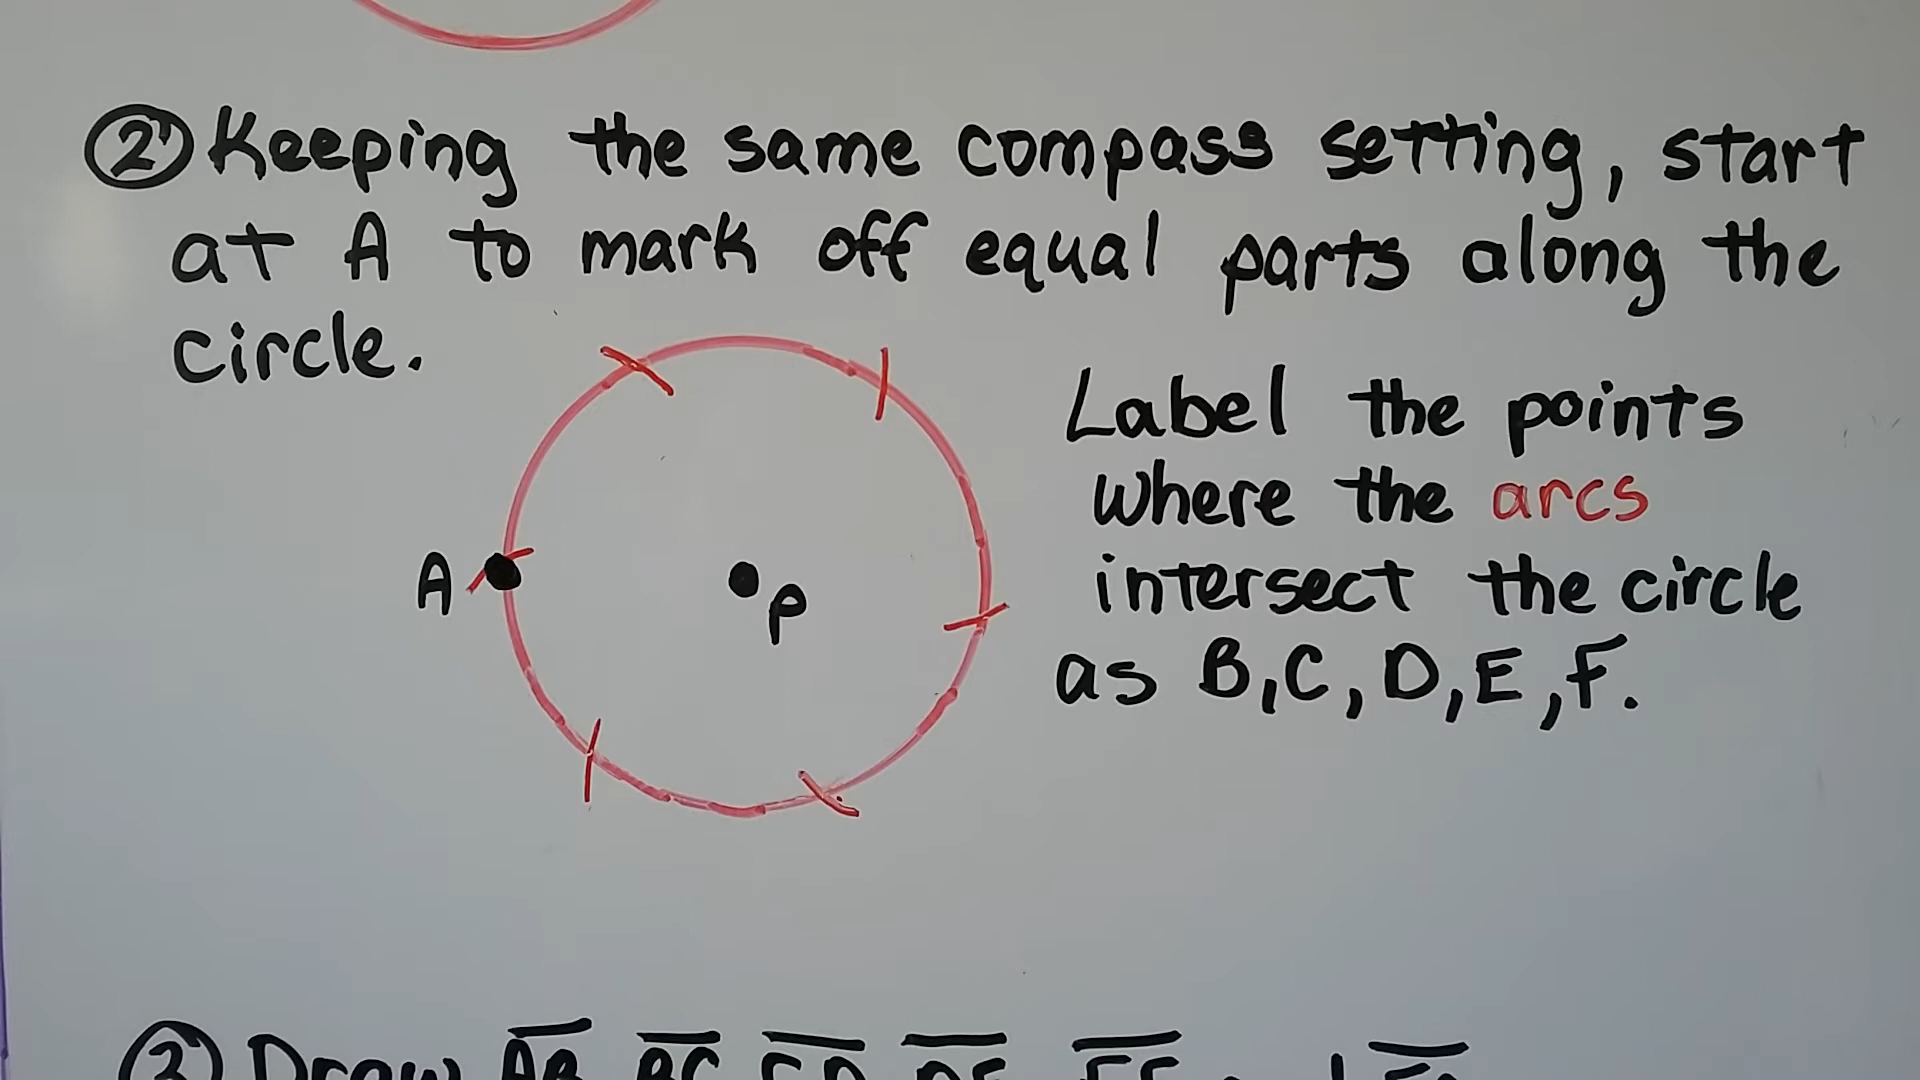 ② Keeping the same compass setting, start
at A to mark off equal parts along the
circle.
Label the points
where the arcs
intersect the circle
as B, C, D, E, F.
A
P
Draw